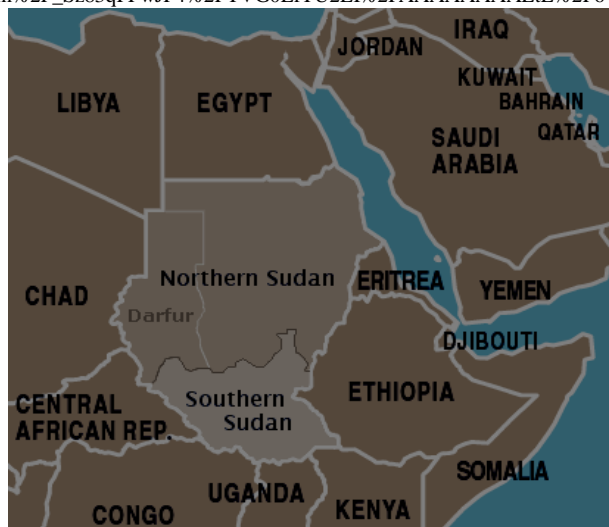 IRAQ
JORDAN
KUWAIT
LIBYA
EGYPT
BAHRAIN
SAUDI
ARABIA
QATAR
Northern Sudan
ERITREA
YEMEN
CHAD
Darfur
DJIBOUTI
ETHIOPIA
Southern
Sudan
CENTRAL
AFRICAN REP.
SOMALIA
UGANDA
KENYA
CONGO